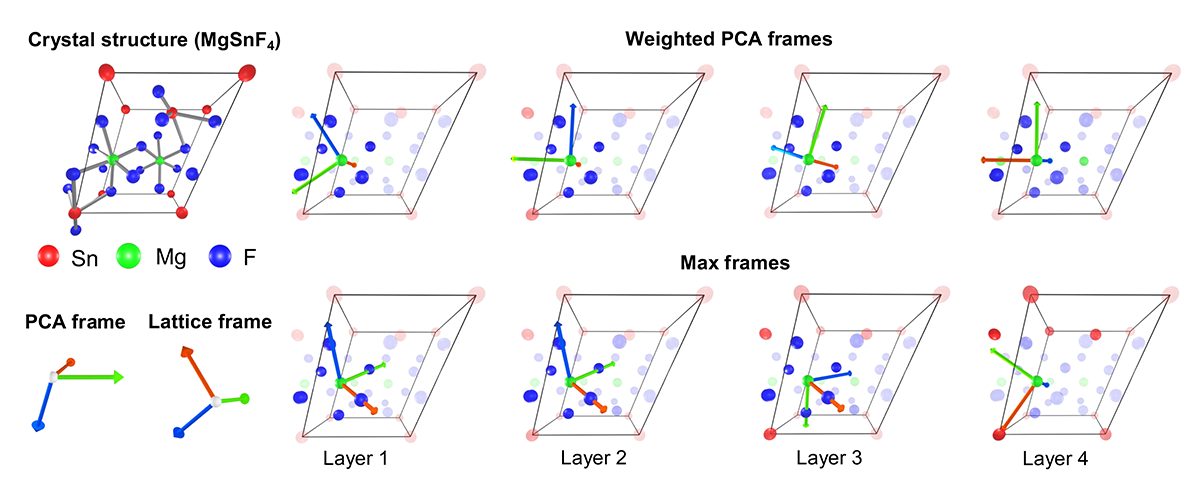 Crystal structure (MgSnF₄)
Weighted PCA frames
Sn Mg F
Max frames
PCA frame Lattice frame
Layer 1 Layer 2 Layer 3 Layer 4